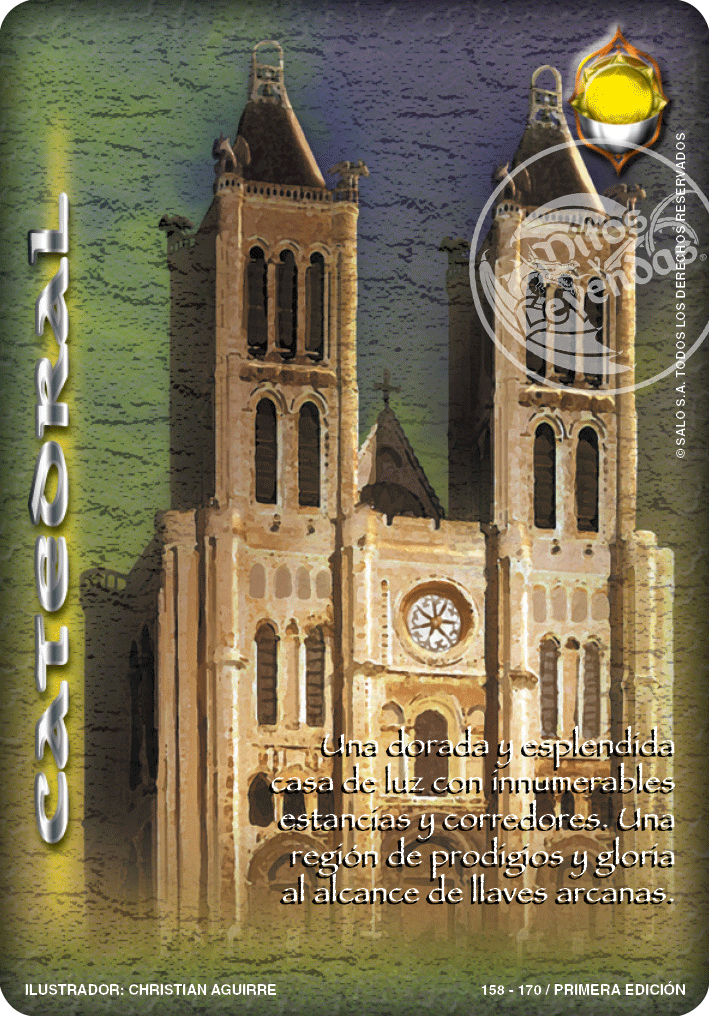 CATEDRAL
Mitos
y
Leyendas®
© SALO S.A. TODOS LOS DERECHOS RESERVADOS
Una dorada y esplendida
casa de luz con innumerables
estancias y corredores. Una
región de prodigios y gloria
al alcance de llaves arcanas.
ILUSTRADOR: CHRISTIAN AGUIRRE
158 - 170 / PRIMERA EDICIÓN